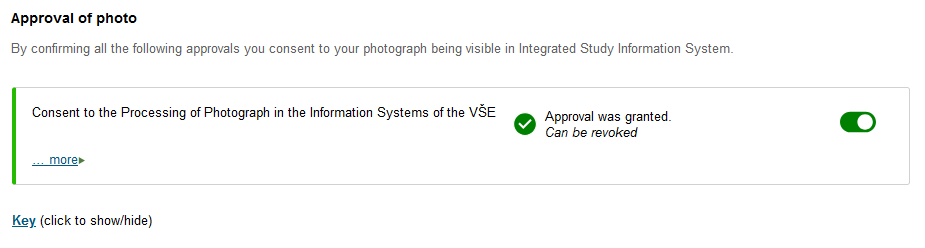 Approval of photo
By confirming all the following approvals you consent to your photograph being visible in Integrated Study Information System.
Consent to the Processing of Photograph in the Information Systems of the VŠE
Approval was granted.
Can be revoked
... more▸
Key (click to show/hide)